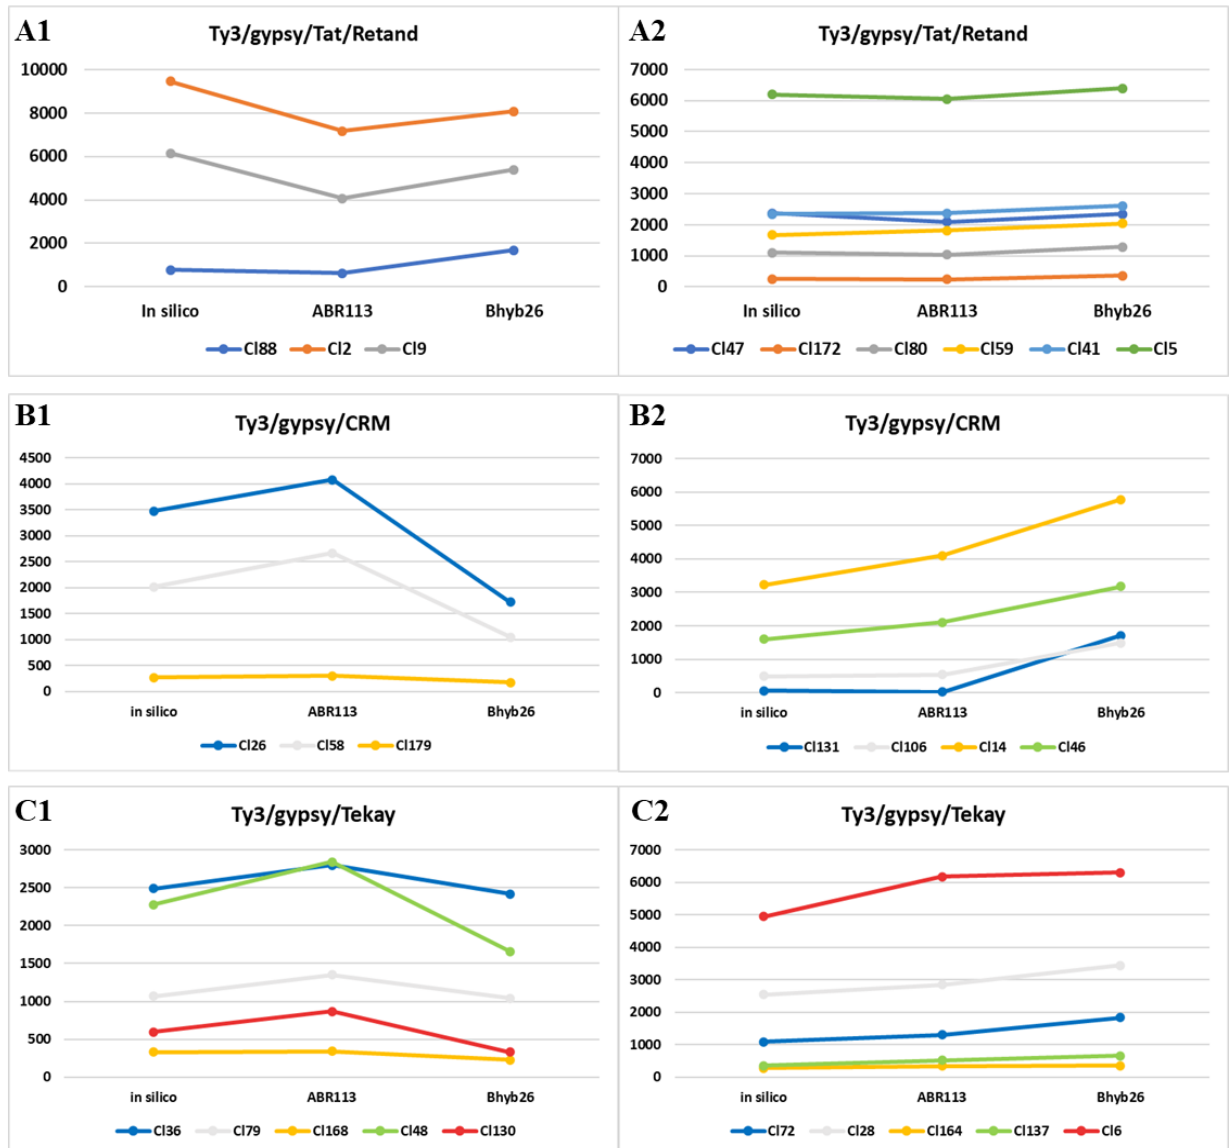 A1
Ty3/gypsy/Tat/Retand
10000
8000
6000
4000
2000
0
In silico ABR113 Bhyb26
Cl88 Cl2 Cl9
A2
Ty3/gypsy/Tat/Retand
7000
6000
5000
4000
3000
2000
1000
0
In silico ABR113 Bhyb26
Cl47 Cl172 Cl80 Cl59 Cl41 Cl5
B1
Ty3/gypsy/CRM
4500
4000
3500
3000
2500
2000
1500
1000
500
0
in silico ABR113 Bhyb26
Cl26 Cl58 Cl179
B2
Ty3/gypsy/CRM
7000
6000
5000
4000
3000
2000
1000
0
in silico ABR113 Bhyb26
Cl131 Cl106 Cl14 Cl46
C1
Ty3/gypsy/Tekay
3000
2500
2000
1500
1000
500
0
in silico ABR113 Bhyb26
Cl36 Cl79 Cl168 Cl48 Cl130
C2
Ty3/gypsy/Tekay
7000
6000
5000
4000
3000
2000
1000
0
in silico ABR113 Bhyb26
Cl72 Cl28 Cl164 Cl137 Cl6